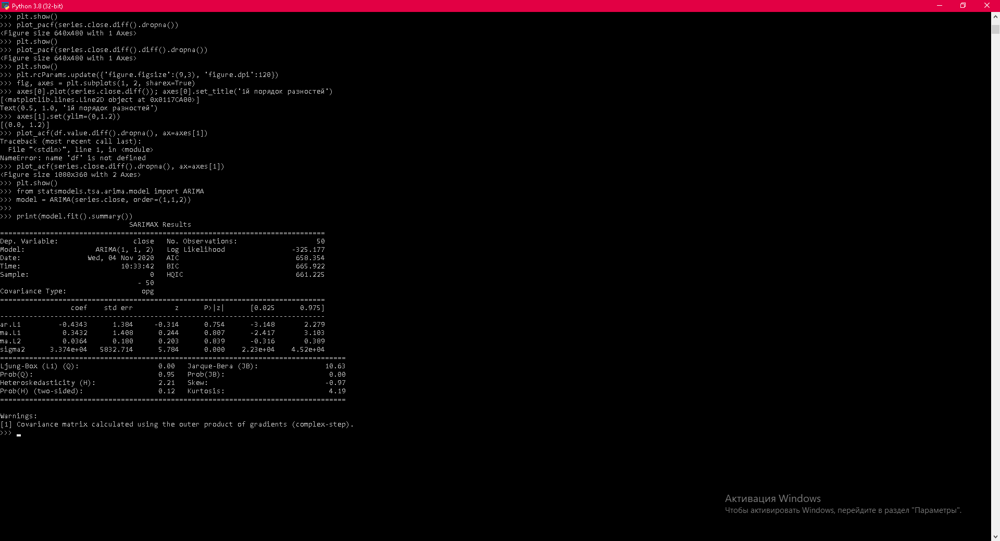 Python 3.8 (32-bit)
>>> plt.show()
>>> plot_pacf(series.close.diff().dropna())
<Figure size 640x480 with 1 Axes>
>>> plt.show()
>>> plot_pacf(series.close.diff().diff().dropna())
<Figure size 640x480 with 1 Axes>
>>> plt.show()
>>> plt.rcParams.update({'figure.figsize':(9,3), 'figure.dpi':120})
>>> fig, axes = plt.subplots(1, 2, sharex=True)
>>> axes[0].plot(series.close.diff()); axes[0].set_title('1й порядок разностей')
[<matplotlib.lines.Line2D object at 0x0117CA00>]
Text(0.5, 1.0, '1й порядок разностей')
>>> axes[1].set(ylim=(0,1.2))
[(0.0, 1.2)]
>>> plot_acf(df.value.diff().dropna(), ax=axes[1])
Traceback (most recent call last):
  File "<stdin>", line 1, in <module>
NameError: name 'df' is not defined
>>> plot_acf(series.close.diff().dropna(), ax=axes[1])
<Figure size 1080x360 with 2 Axes>
>>> plt.show()
>>> from statsmodels.tsa.arima.model import ARIMA
>>> model = ARIMA(series.close, order=(1,1,2))
>>>
>>> print(model.fit().summary())
                               SARIMAX Results
==============================================================================
Dep. Variable:                  close   No. Observations:                   50
Model:                 ARIMA(1, 1, 2)   Log Likelihood                -325.177
Date:                Wed, 04 Nov 2020   AIC                            658.354
Time:                        10:33:42   BIC                            665.922
Sample:                             0   HQIC                           661.225
                                 - 50
Covariance Type:                  opg
==============================================================================
                 coef    std err          z      P>|z|      [0.025      0.975]
------------------------------------------------------------------------------
ar.L1         -0.4343      1.384     -0.314      0.754      -3.148       2.279
ma.L1          0.3432      1.408      0.244      0.807      -2.417       3.103
ma.L2          0.0364      0.180      0.203      0.839      -0.316       0.389
sigma2      3.374e+04   5832.714      5.784      0.000    2.23e+04    4.52e+04
===================================================================================
Ljung-Box (L1) (Q):                   0.00   Jarque-Bera (JB):                10.63
Prob(Q):                              0.95   Prob(JB):                         0.00
Heteroskedasticity (H):               2.21   Skew:                            -0.97
Prob(H) (two-sided):                  0.12   Kurtosis:                         4.19
===================================================================================
Warnings:
[1] Covariance matrix calculated using the outer product of gradients (complex-step).
>>>
Активация Windows
Чтобы активировать Windows, перейдите в раздел "Параметры".